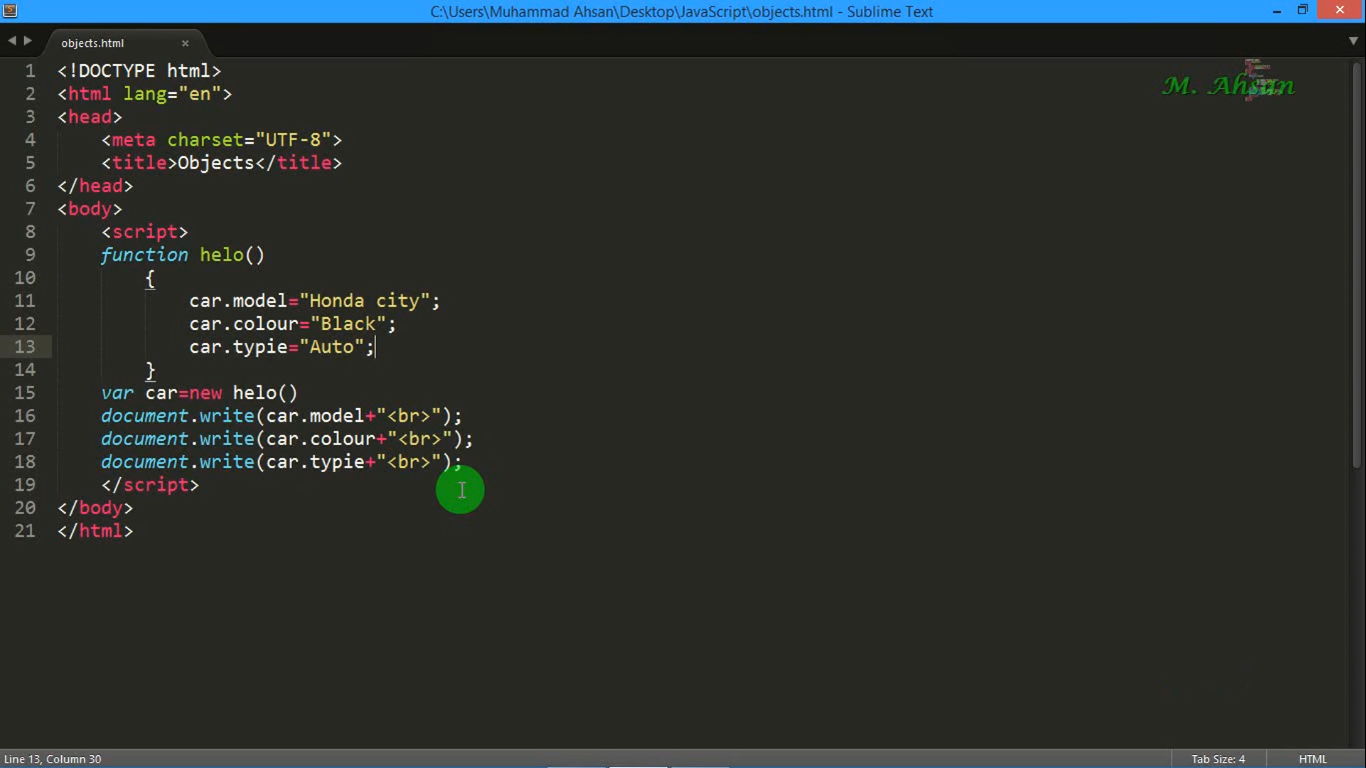 C:\Users\Muhammad Ahsan\Desktop\JavaScript\objects.html - Sublime Text
objects.html
M. Ahsan
1 <!DOCTYPE html>
2 <html lang="en">
3 <head>
4 <meta charset="UTF-8">
5 <title>Objects</title>
6 </head>
7 <body>
8 <script>
9 function helo()
10 {
11 car.model="Honda city";
12 car.colour="Black";
13 car.typie="Auto";
14 }
15 var car=new helo()
16 document.write(car.model+"<br>");
17 document.write(car.colour+"<br>");
18 document.write(car.typie+"<br>");
19 </script>
20 </body>
21 </html>
Line 13, Column 30
Tab Size: 4
HTML